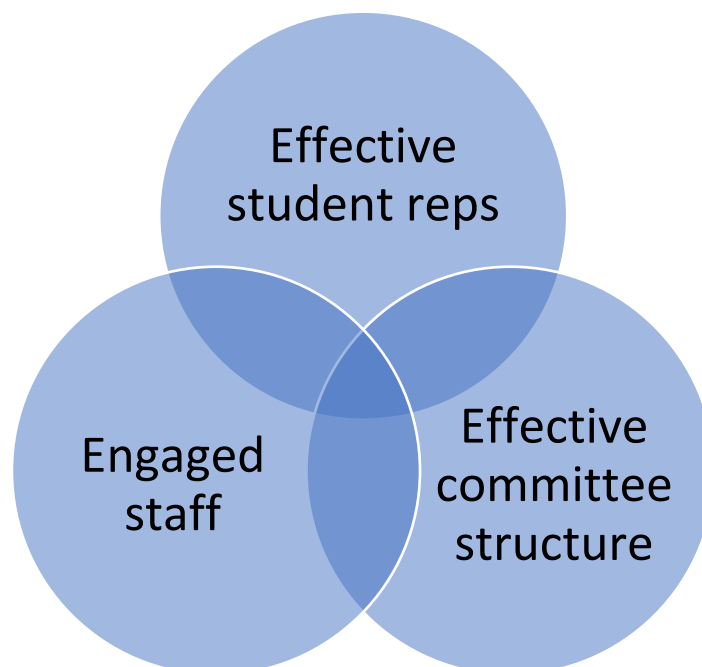 Effective
student reps
Engaged
staff
Effective
committee
structure